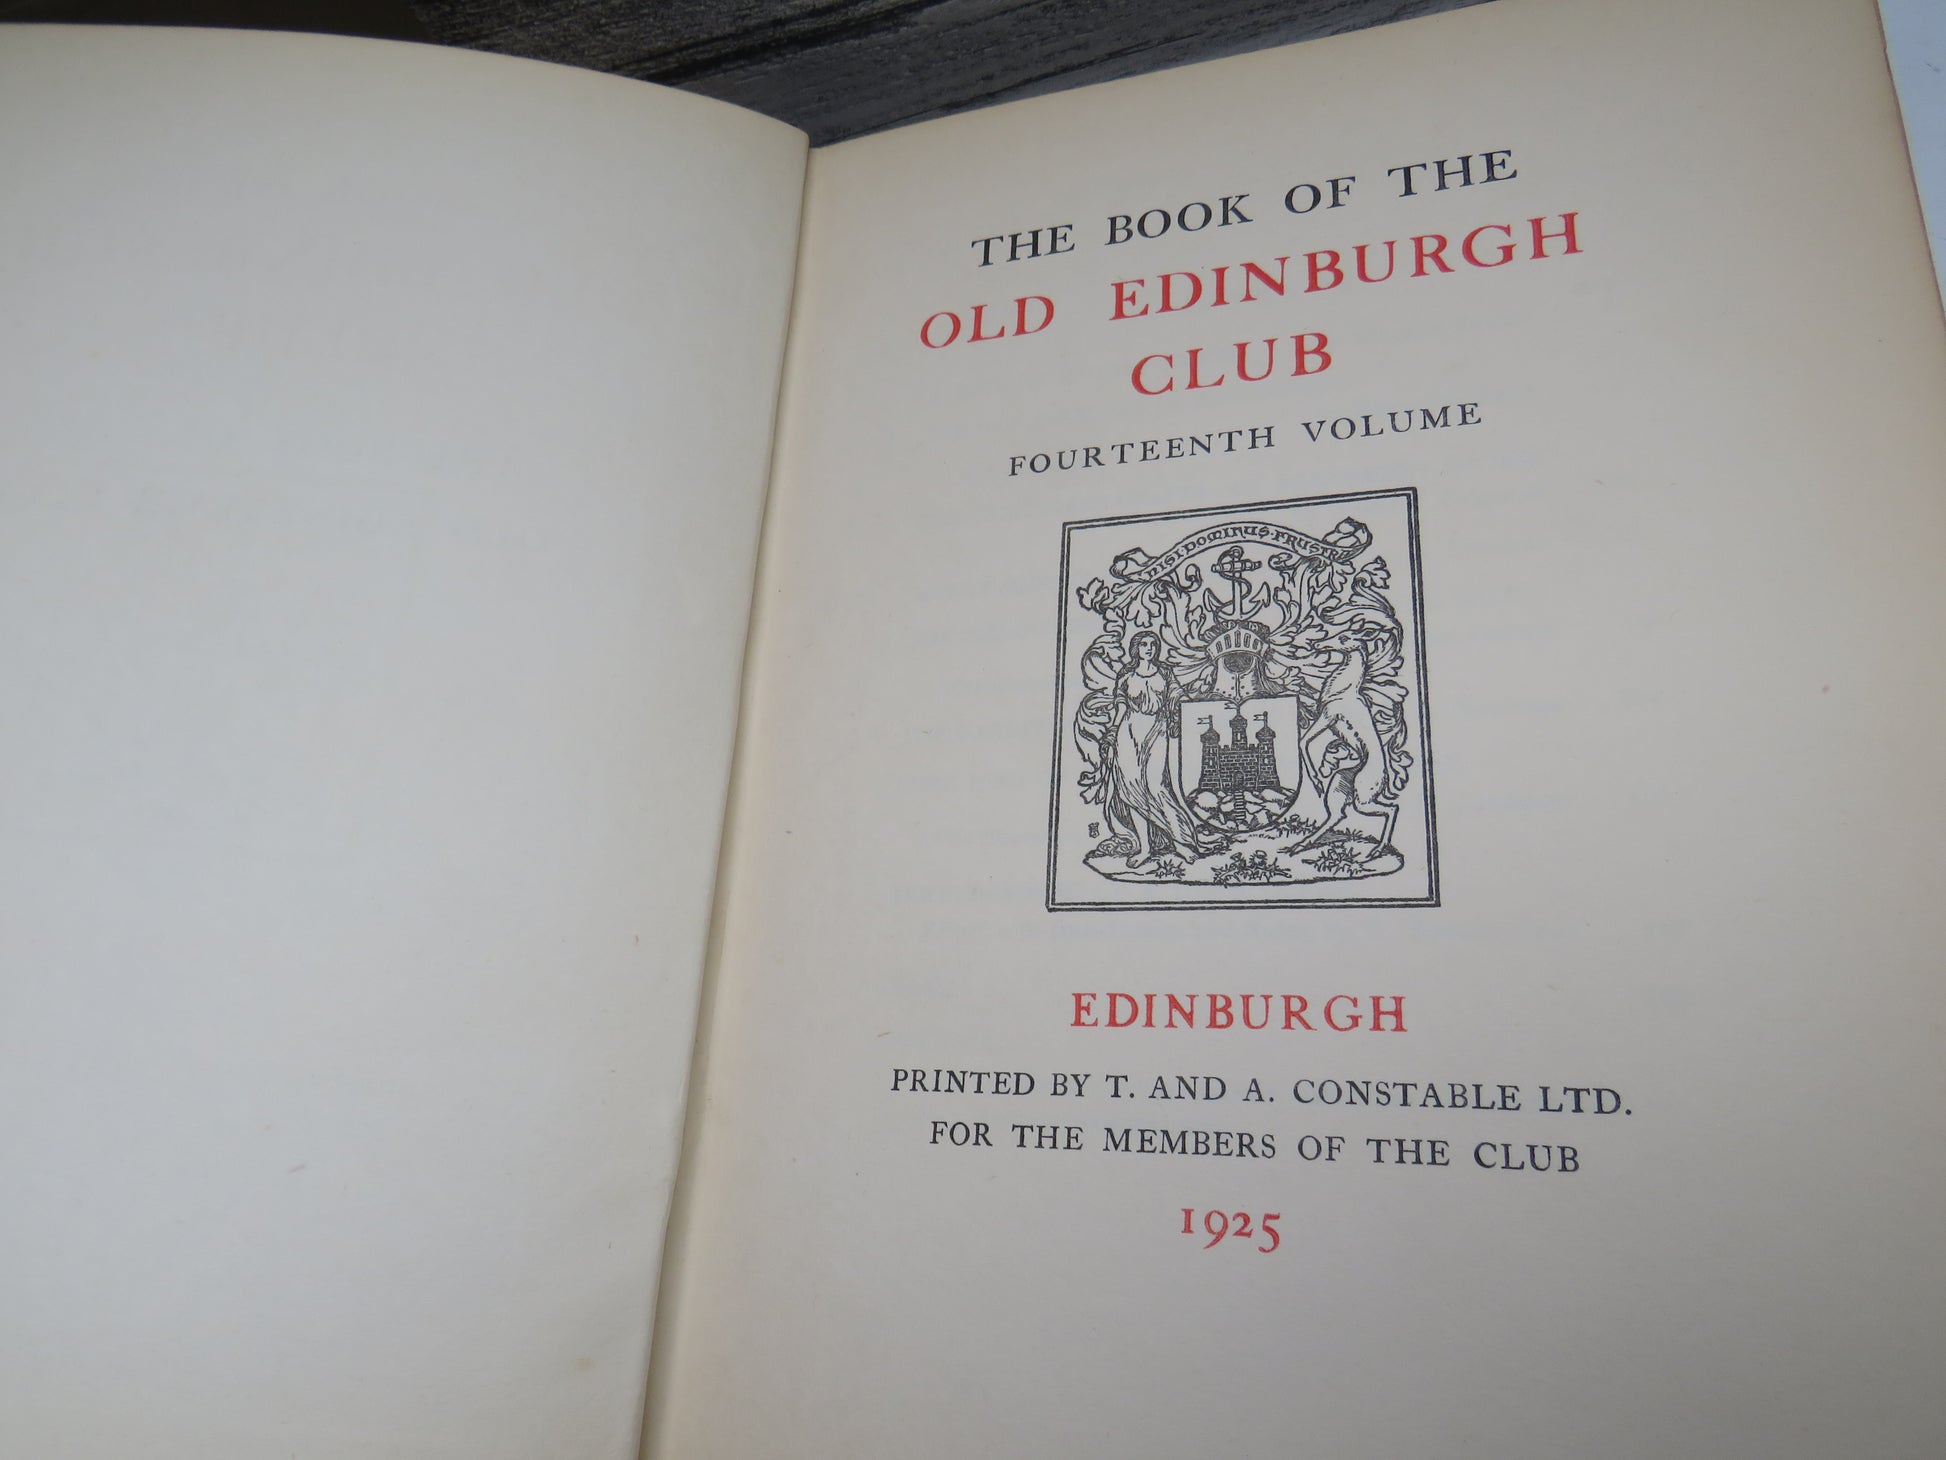 THE BOOK OF THE
OLD EDINBURGH
CLUB
FOURTEENTH VOLUME
NISI·DOMINUS·FRUSTRA
EDINBURGH
PRINTED BY T. AND A. CONSTABLE LTD.
FOR THE MEMBERS OF THE CLUB
1925